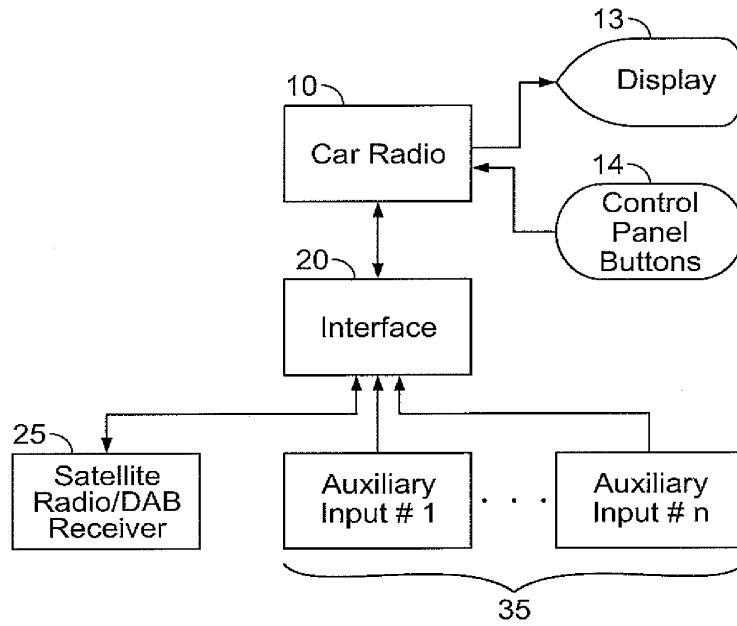 13
Display
10
Car Radio
14
Control
Panel
Buttons
20
Interface
25
Satellite
Radio/DAB
Receiver
Auxiliary
Input # 1
. . .
Auxiliary
Input # n
35